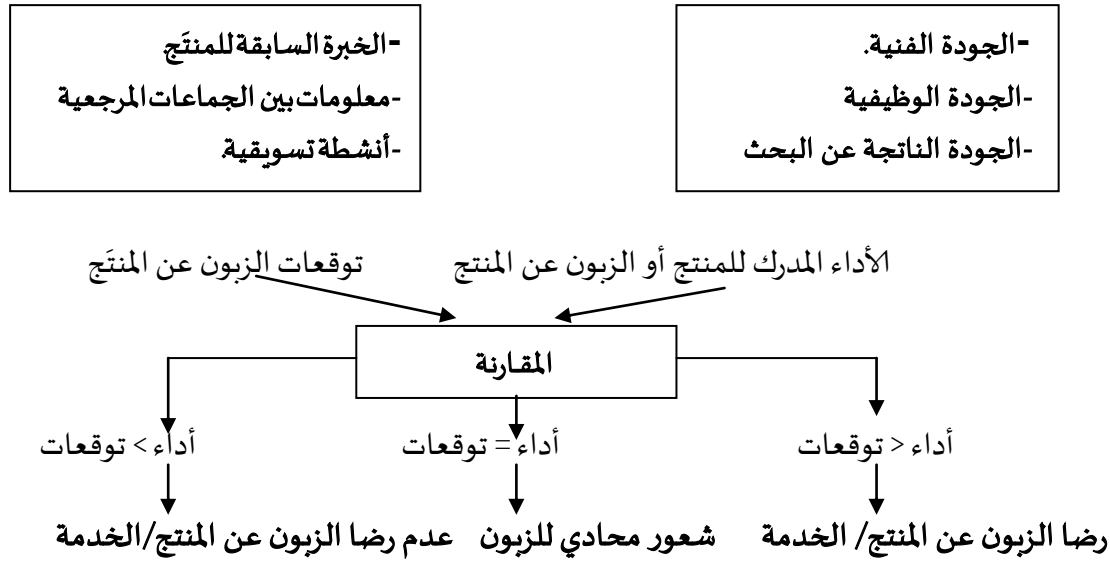 -الجودة الفنية.
-الجودة الوظيفية
-الجودة الناتجة عن البحث
-الخبرة السابقة للمنتَج
-معلومات بين الجماعات المرجعية
-أنشطة تسويقية.
الأداء المدرك للمنتج أو الزبون عن المنتج
توقعات الزبون عن المنتَج
المقارنة
أداء > توقعات
أداء = توقعات
أداء < توقعات
رضا الزبون عن المنتج/ الخدمة
شعور محادي للزبون
عدم رضا الزبون عن المنتج/الخدمة